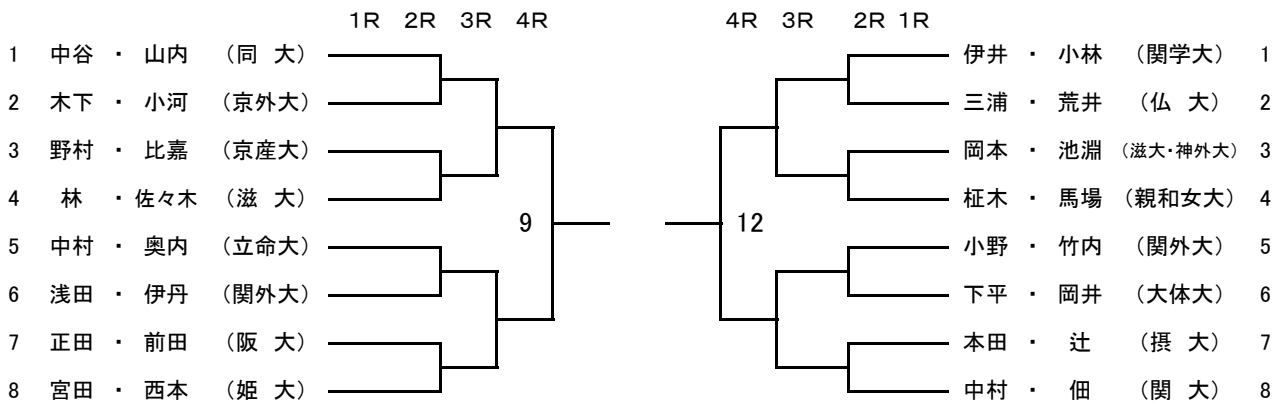 1R 2R 3R 4R 4R 3R 2R 1R
1 中谷 ・ 山内 （同 大） 伊井 ・ 小林 （関学大） 1
2 木下 ・ 小河 （京外大） 三浦 ・ 荒井 （仏 大） 2
3 野村 ・ 比嘉 （京産大） 岡本 ・ 池淵 （滋大・神外大） 3
4 林 ・ 佐々木 （滋 大） 柾木 ・ 馬場 （親和女大） 4
9 12
5 中村 ・ 奥内 （立命大） 小野 ・ 竹内 （関外大） 5
6 浅田 ・ 伊丹 （関外大） 下平 ・ 岡井 （大体大） 6
7 正田 ・ 前田 （阪 大） 本田 ・ 辻 （摂 大） 7
8 宮田 ・ 西本 （姫 大） 中村 ・ 佃 （関 大） 8